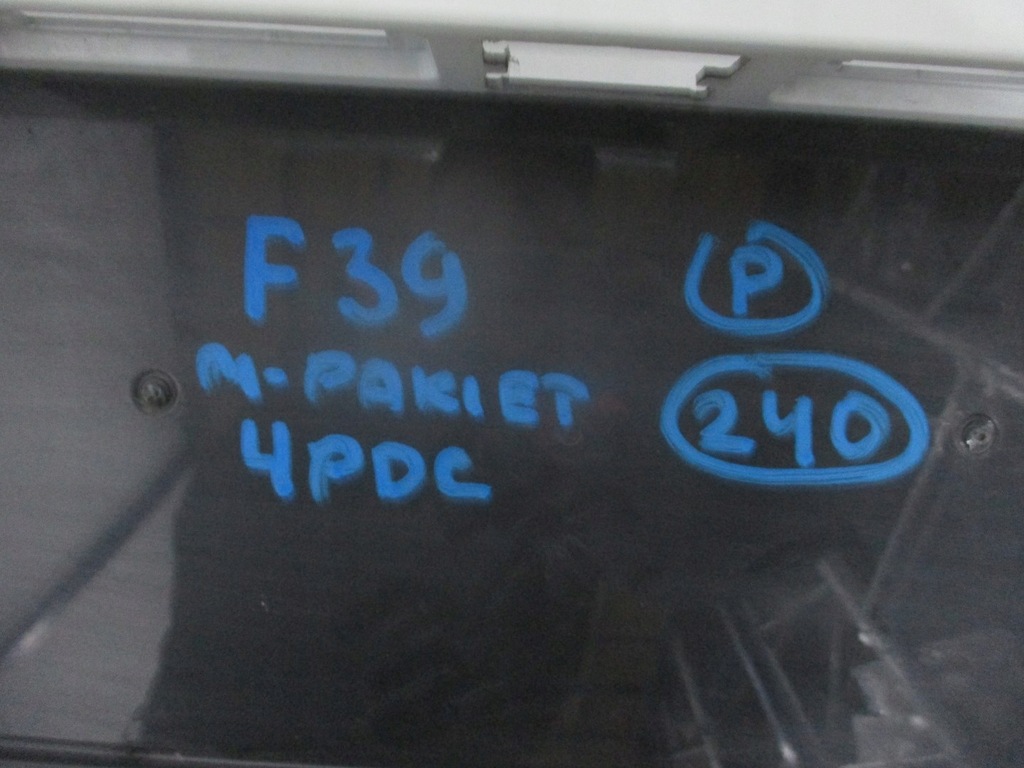 F39
M-PAKIET
4PDC
P
240